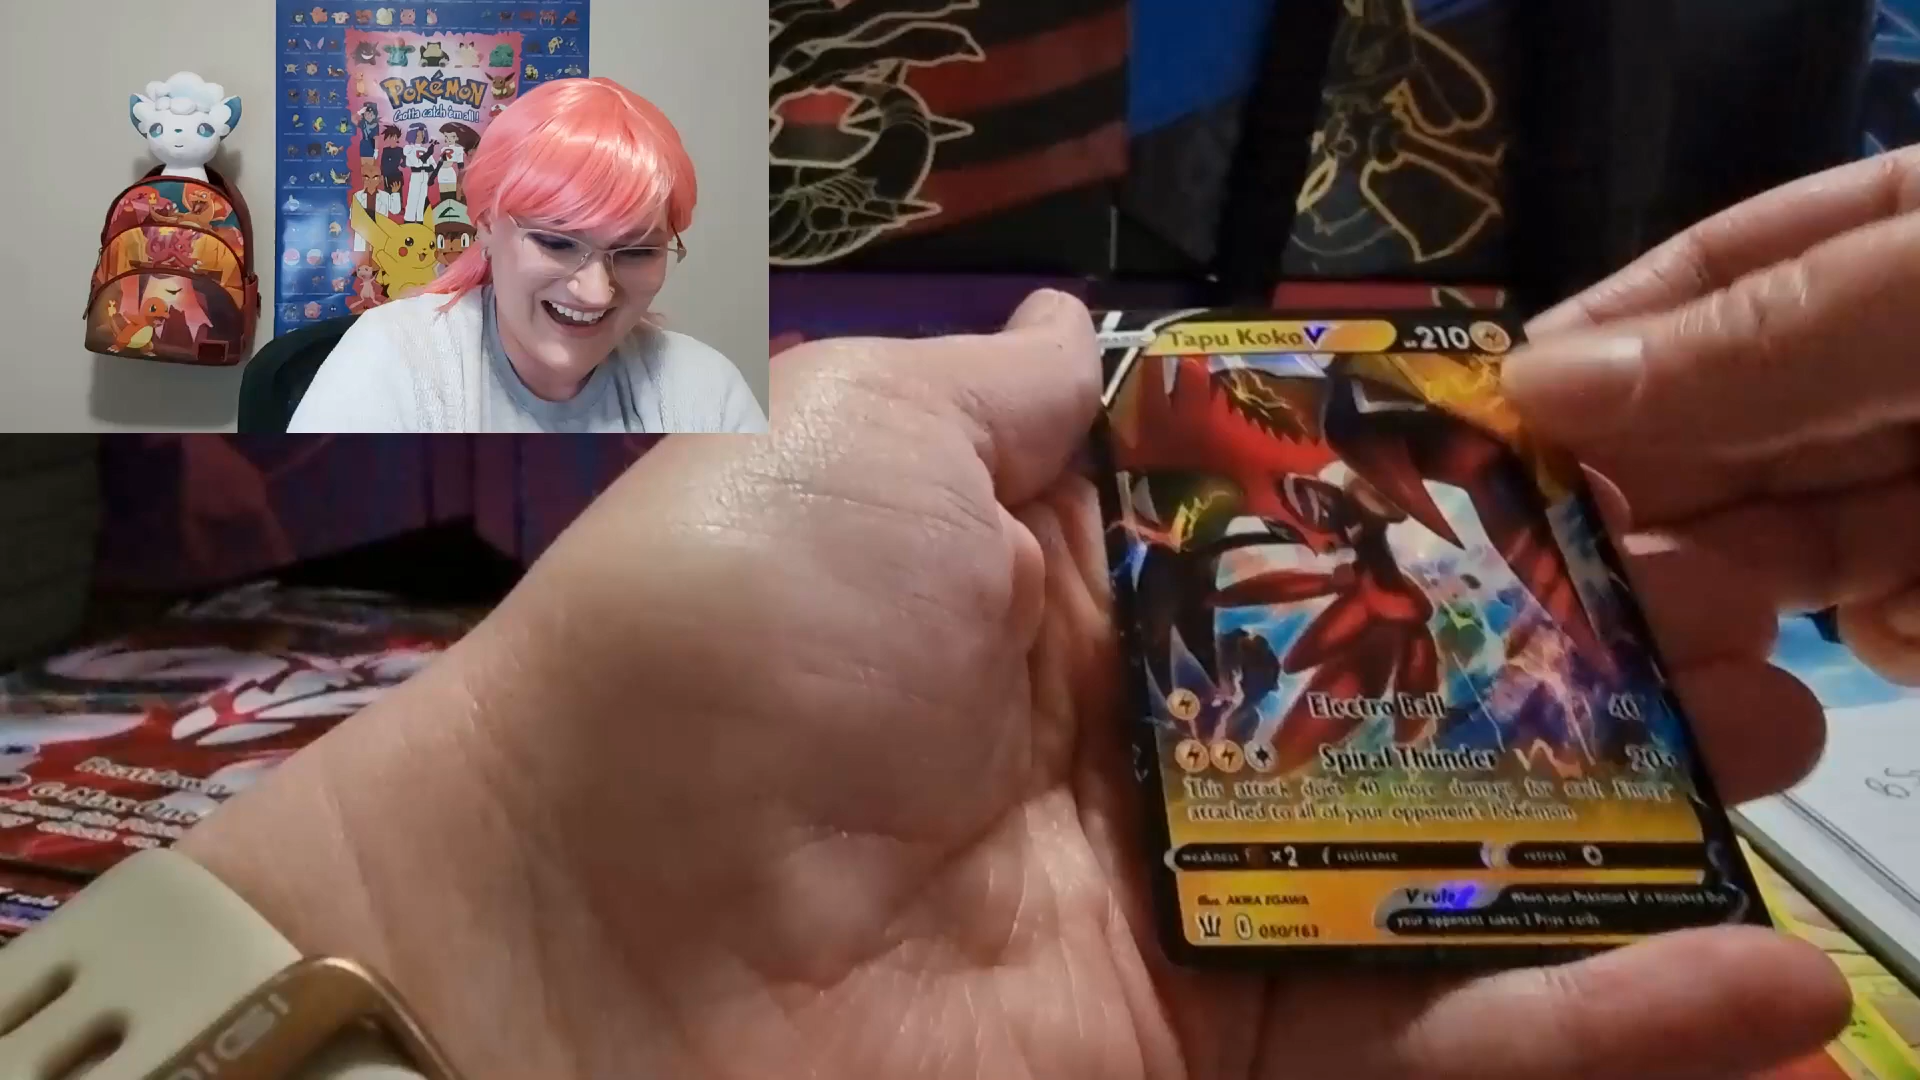 POKéMON
Gotta catch 'em all!
Tapu Koko V 210
Electro Ball 40
Spiral Thunder 20+
This attack does 40 more damage for each Energy
attached to all of your opponent's Pokémon.
weakness ×2 resistance retreat
Illus. AKIRA EGAWA
050/163
V rule When your Pokémon V is Knocked Out,
your opponent takes 2 Prize cards.
G-Max One